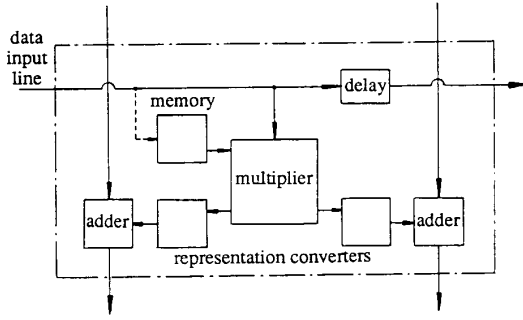 data
input
line
delay
memory
multiplier
adder
adder
representation converters